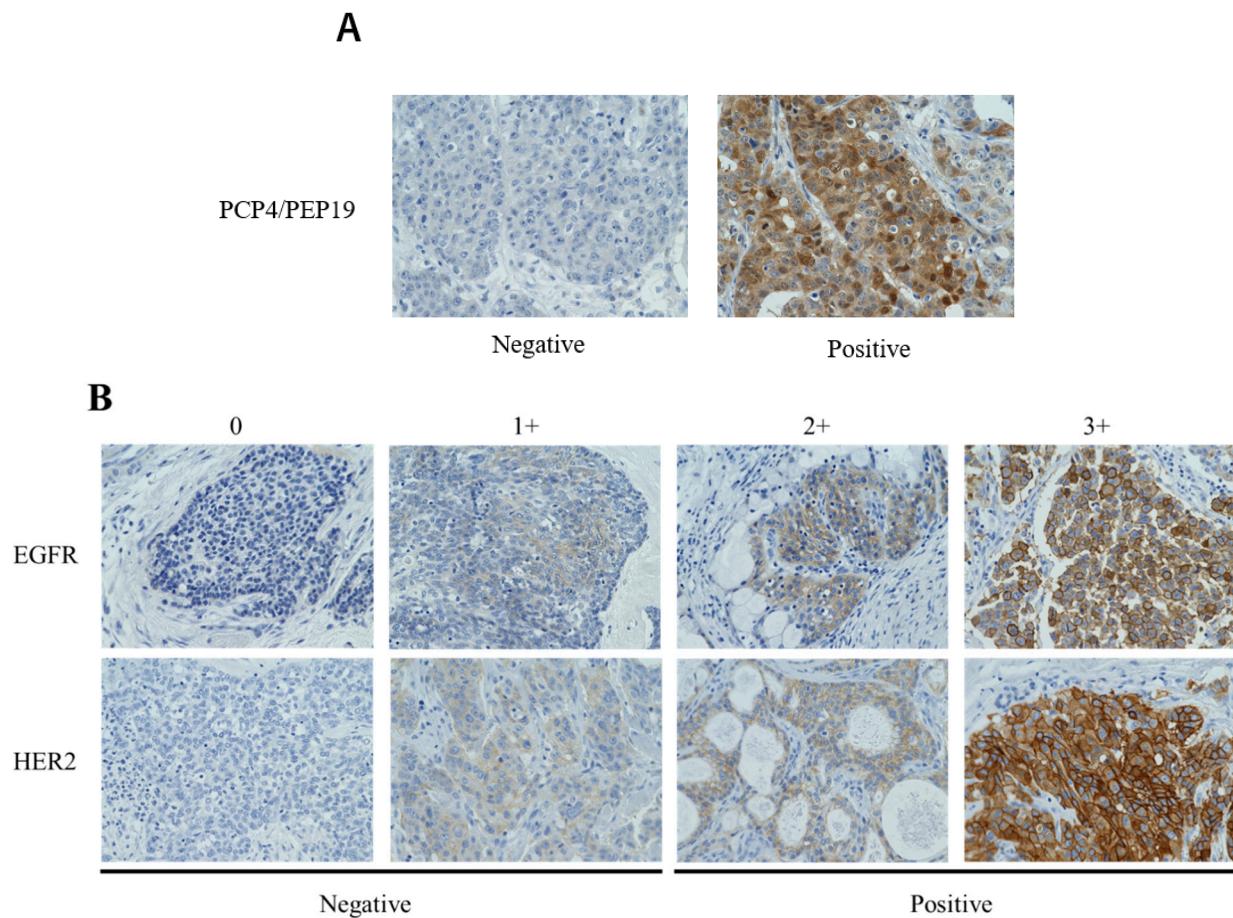 A
PCP4/PEP19
Negative Positive
B
0 1+ 2+ 3+
EGFR
HER2
Negative Positive